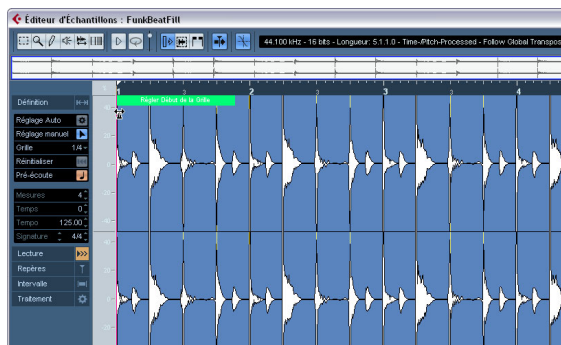 Éditeur d'Échantillons : FunkBeatFill
44.100 kHz - 16 bits - Longueur: 5.1.1.0 - Time-/Pitch-Processed - Follow Global Transpos
1 2 3 4
Régler Début de la Grille
Définition
Réglage Auto
Réglage manuel
Grille 1/4
Réinitialiser
Pré-écoute
Mesures 4
Temps 0
Tempo 125.00
Signature 4/4
Lecture
Repères
Intervalle
Traitement